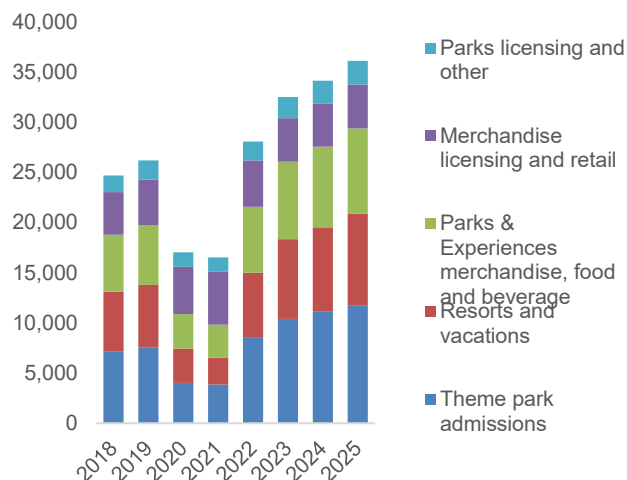 40,000
35,000
30,000
25,000
20,000
15,000
10,000
5,000
0
2018
2019
2020
2021
2022
2023
2024
2025
Parks licensing and
other
Merchandise
licensing and retail
Parks &
Experiences
merchandise, food
and beverage
Resorts and
vacations
Theme park
admissions